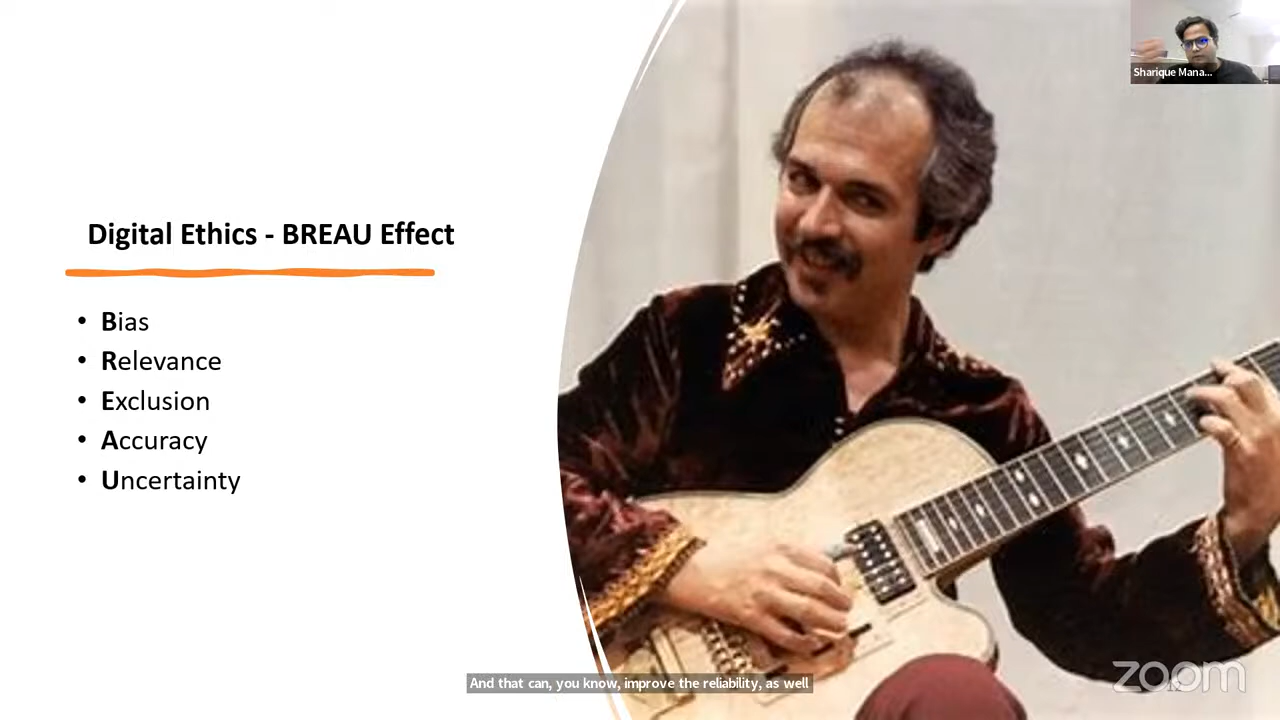 Sharique Mana...
Digital Ethics - BREAU Effect
• Bias
• Relevance
• Exclusion
• Accuracy
• Uncertainty
And that can, you know, improve the reliability, as well
zoom